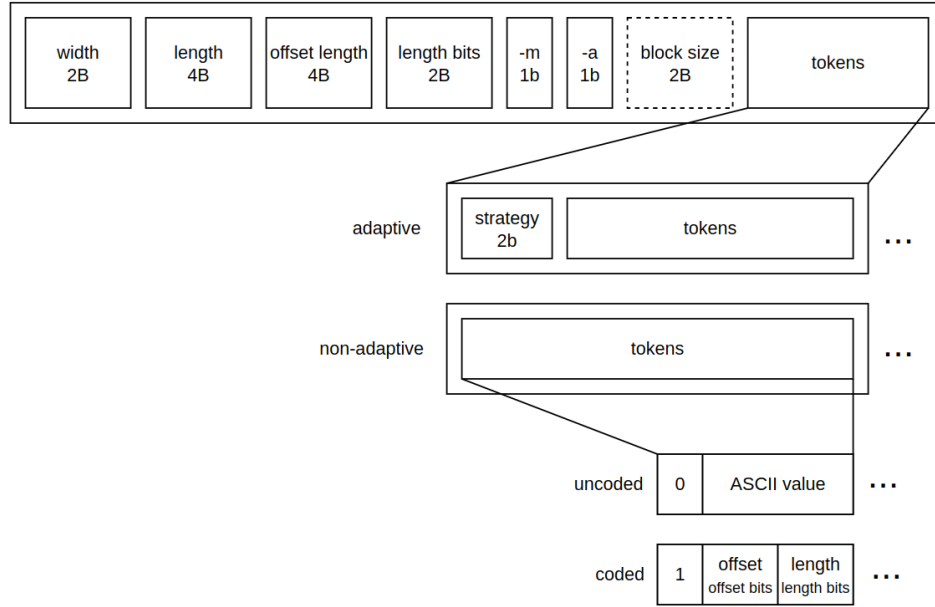 width
2B
length
4B
offset length
4B
length bits
2B
-m
1b
-a
1b
block size
2B
tokens
adaptive
strategy
2b
tokens
...
non-adaptive
tokens
...
uncoded
0
ASCII value
...
coded
1
offset
offset bits
length
length bits
...